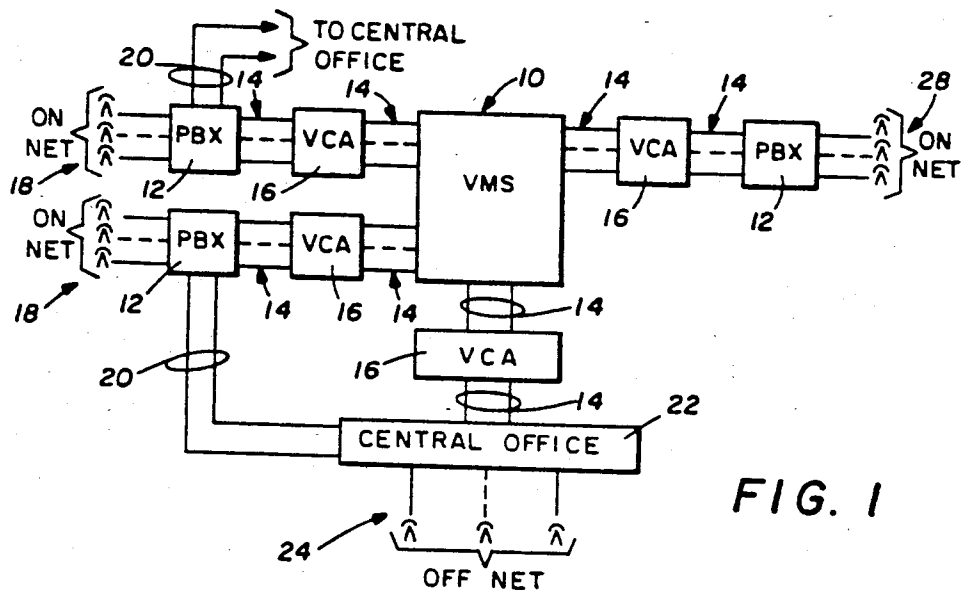 TO CENTRAL
OFFICE
20
14
14
10
14
14
28
ON
NET
PBX
VCA
VMS
VCA
PBX
ON
NET
18
12
16
16
12
ON
NET
PBX
VCA
18
12
14
16
14
14
20
16
VCA
14
22
CENTRAL OFFICE
24
OFF NET
FIG. 1